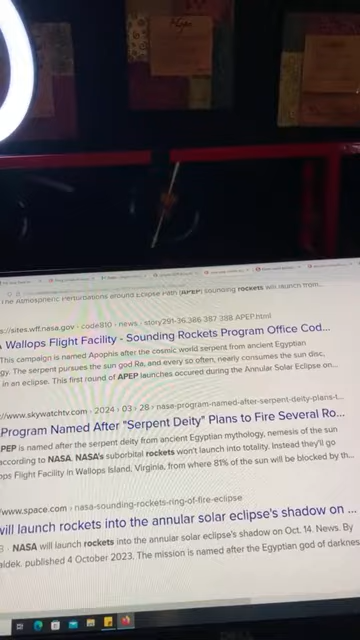 The Atmospheric Perturbations around Eclipse Path (APEP) sounding rockets will launch from...
s://sites.wff.nasa.gov › code810 › news › story291-36.386 387 388 APEP.html
Wallops Flight Facility - Sounding Rockets Program Office Cod...
This campaign is named Apophis after the cosmic world serpent from ancient Egyptian
gy. The serpent pursues the sun god Ra, and every so often, nearly consumes the sun disc,
in an eclipse. This first round of APEP launches occured during the Annular Solar Eclipse on...
//www.skywatchtv.com › 2024 › 03 › 28 › nasa-program-named-after-serpent-deity-plans-t...
Program Named After "Serpent Deity" Plans to Fire Several Ro...
PEP is named after the serpent deity from ancient Egyptian mythology, nemesis of the sun
according to NASA. NASA's suborbital rockets won't launch into totality. Instead they'll go
ops Flight Facility in Wallops Island, Virginia, from where 81% of the sun will be blocked by th...
/www.space.com › nasa-sounding-rockets-ring-of-fire-eclipse
will launch rockets into the annular solar eclipse's shadow on ...
3 · NASA will launch rockets into the annular solar eclipse's shadow on Oct. 14. News. By
aldek. published 4 October 2023. The mission is named after the Egyptian god of darknes